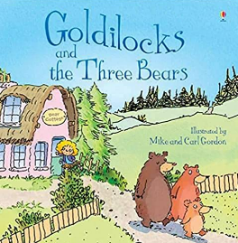 Goldilocks
and
the Three Bears
Illustrated by
Mike and Carl Gordon